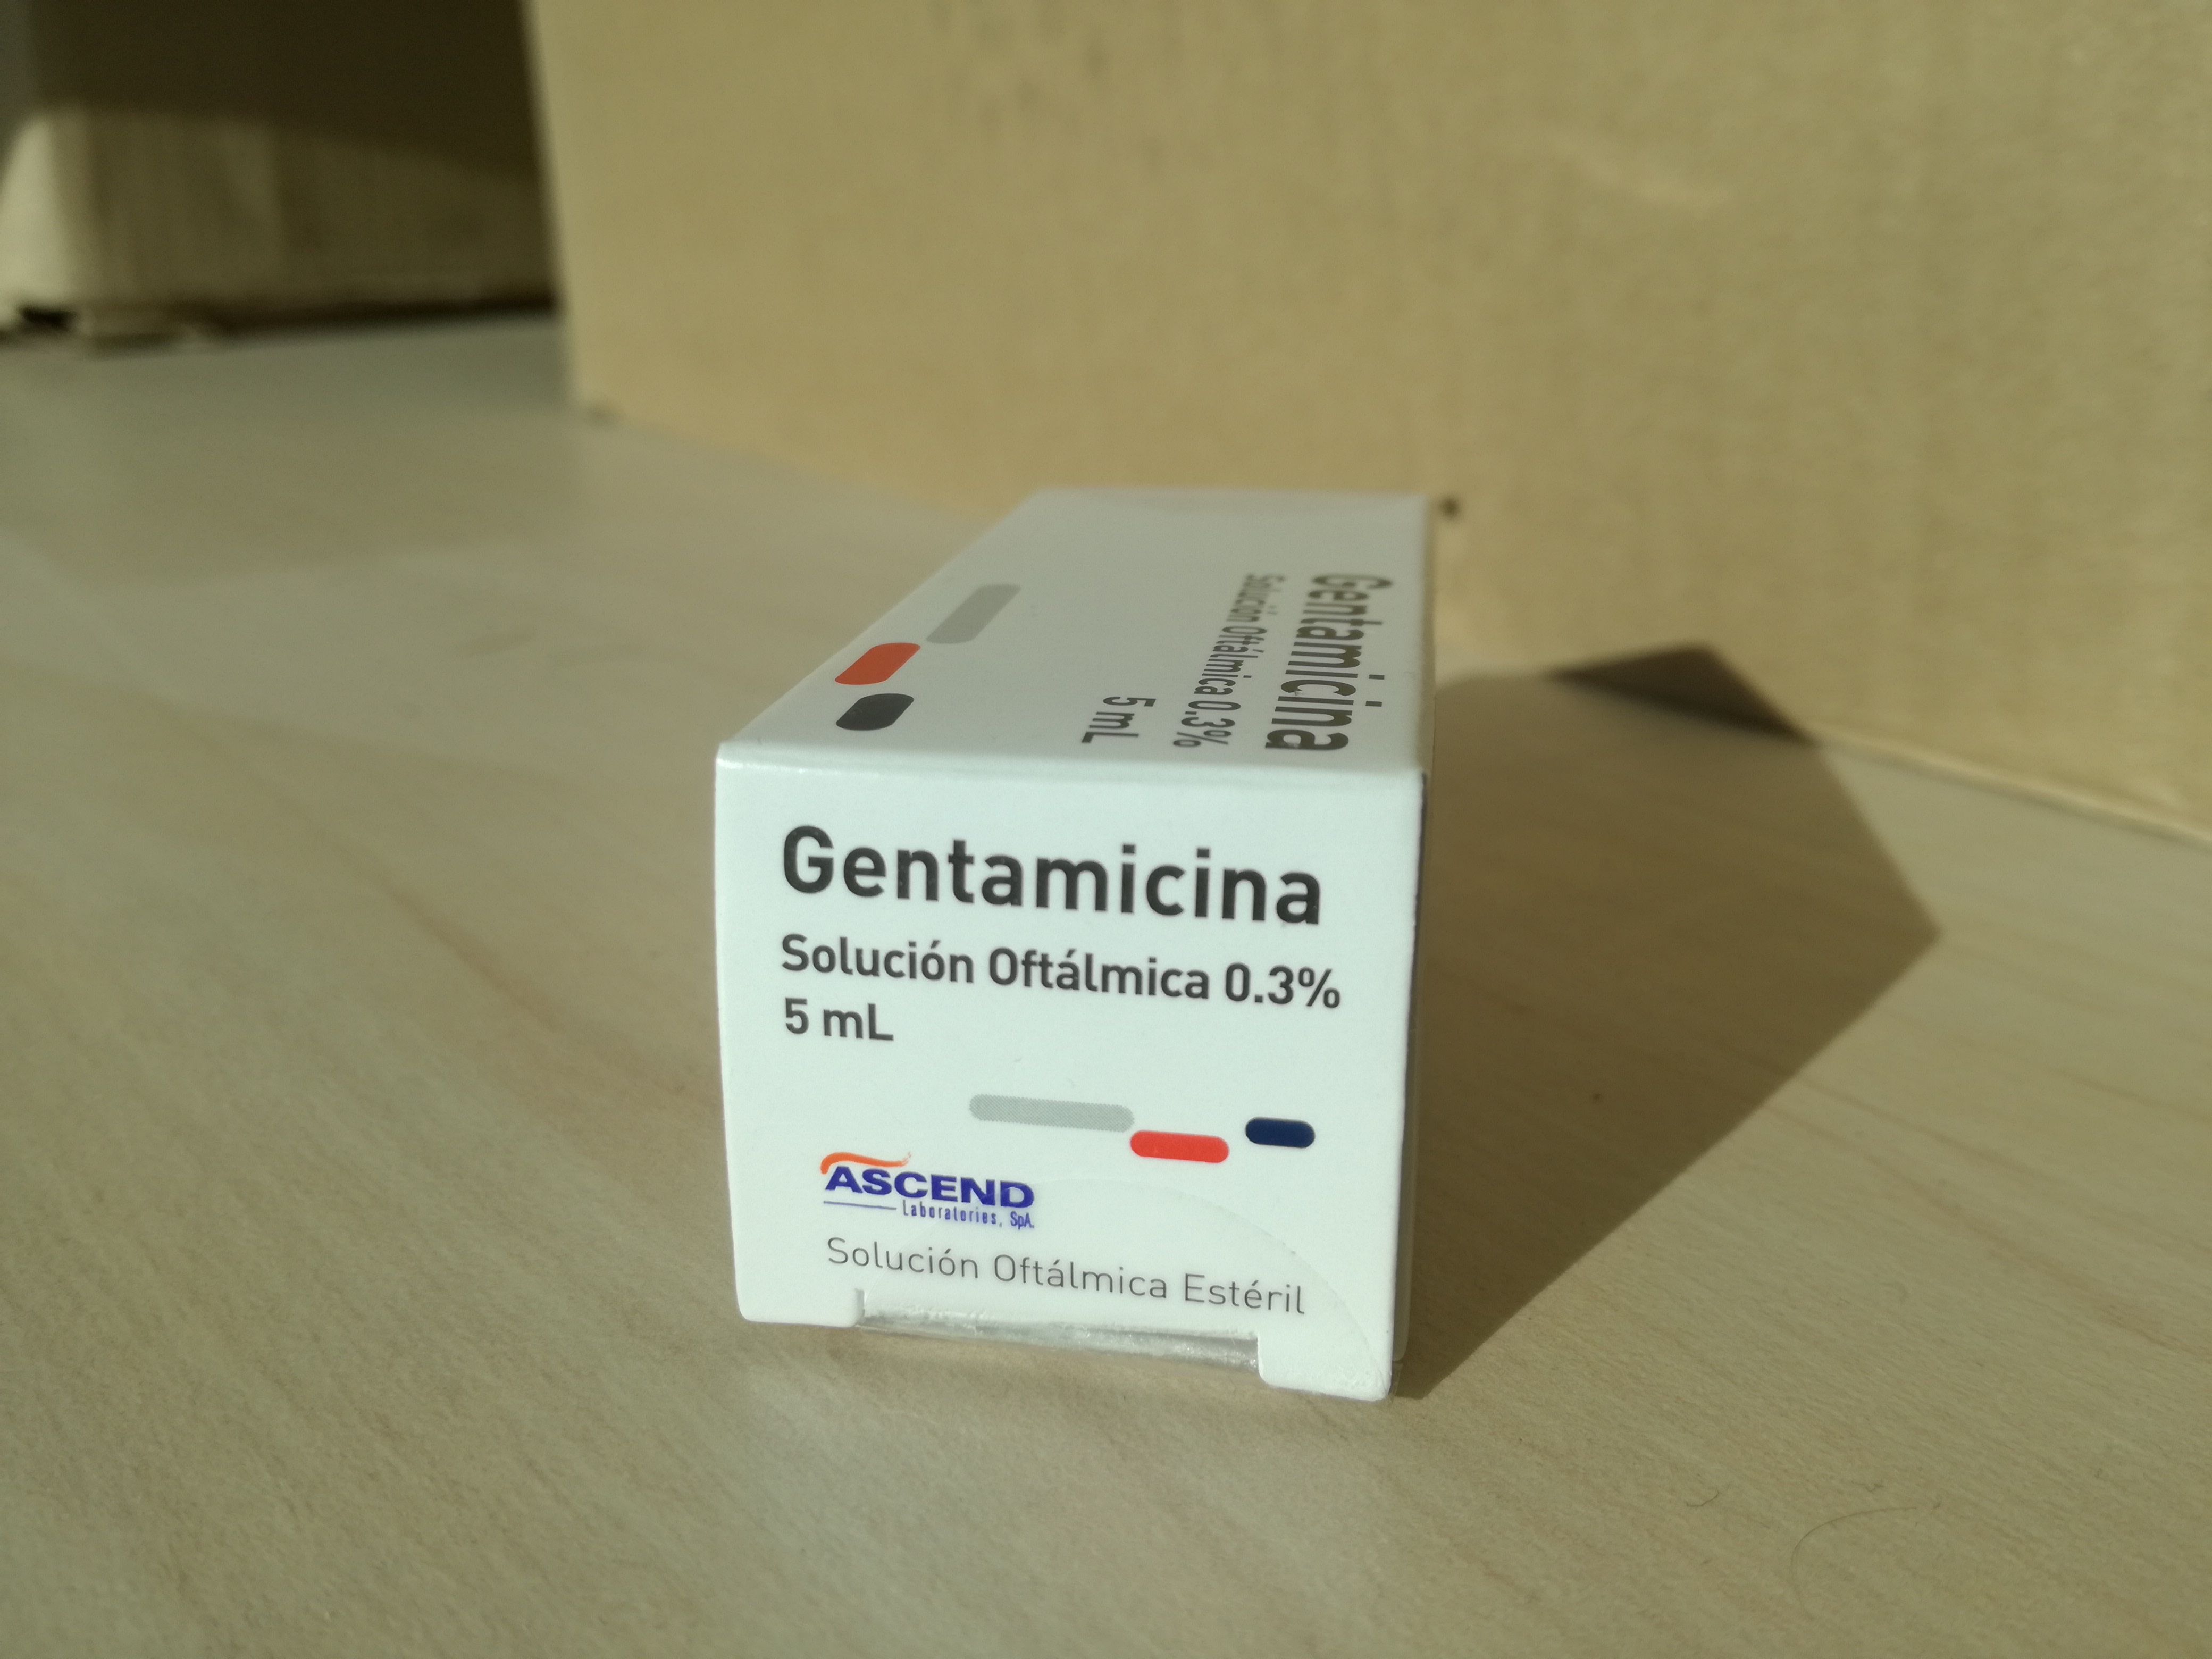 Gentamicina
Solución Oftálmica 0.3%
5 mL
Gentamicina
Solución Oftálmica 0.3%
5 mL
ASCEND
Laboratories, SpA.
Solución Oftálmica Estéril